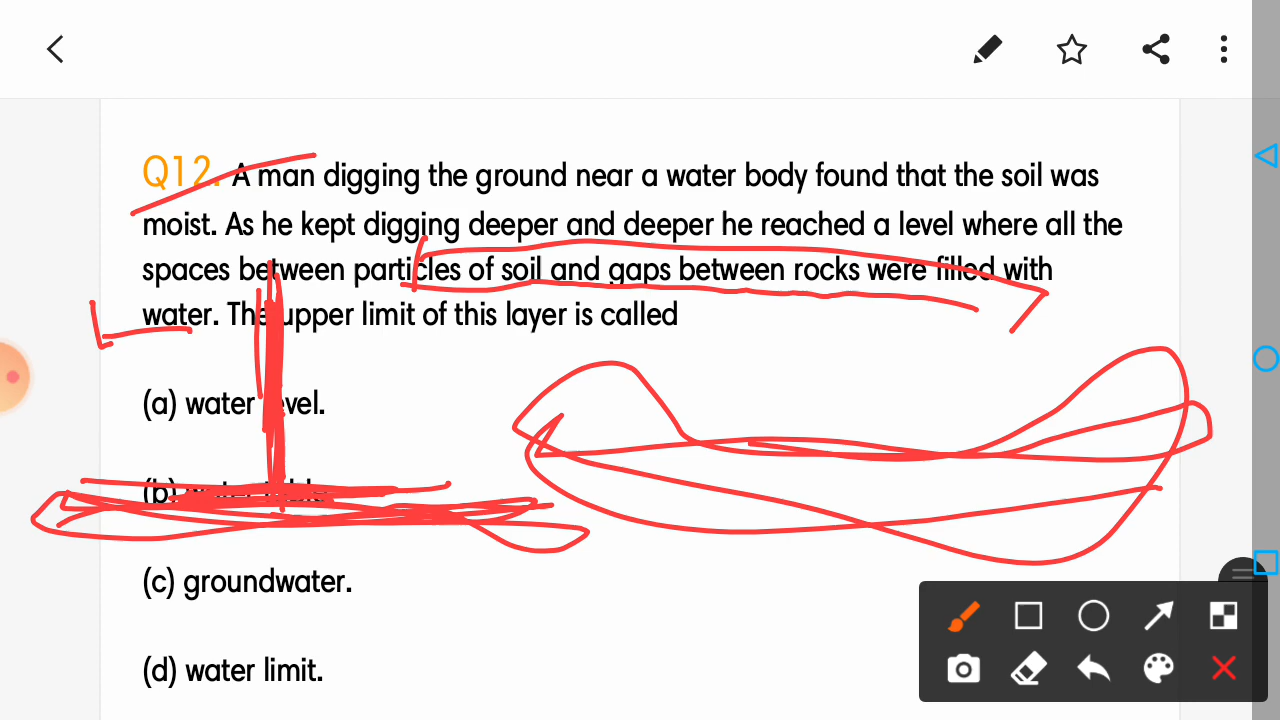 Q12. A man digging the ground near a water body found that the soil was
moist. As he kept digging deeper and deeper he reached a level where all the
spaces between particles of soil and gaps between rocks were filled with
water. The upper limit of this layer is called
(a) water level.
(b) water table.
(c) groundwater.
(d) water limit.